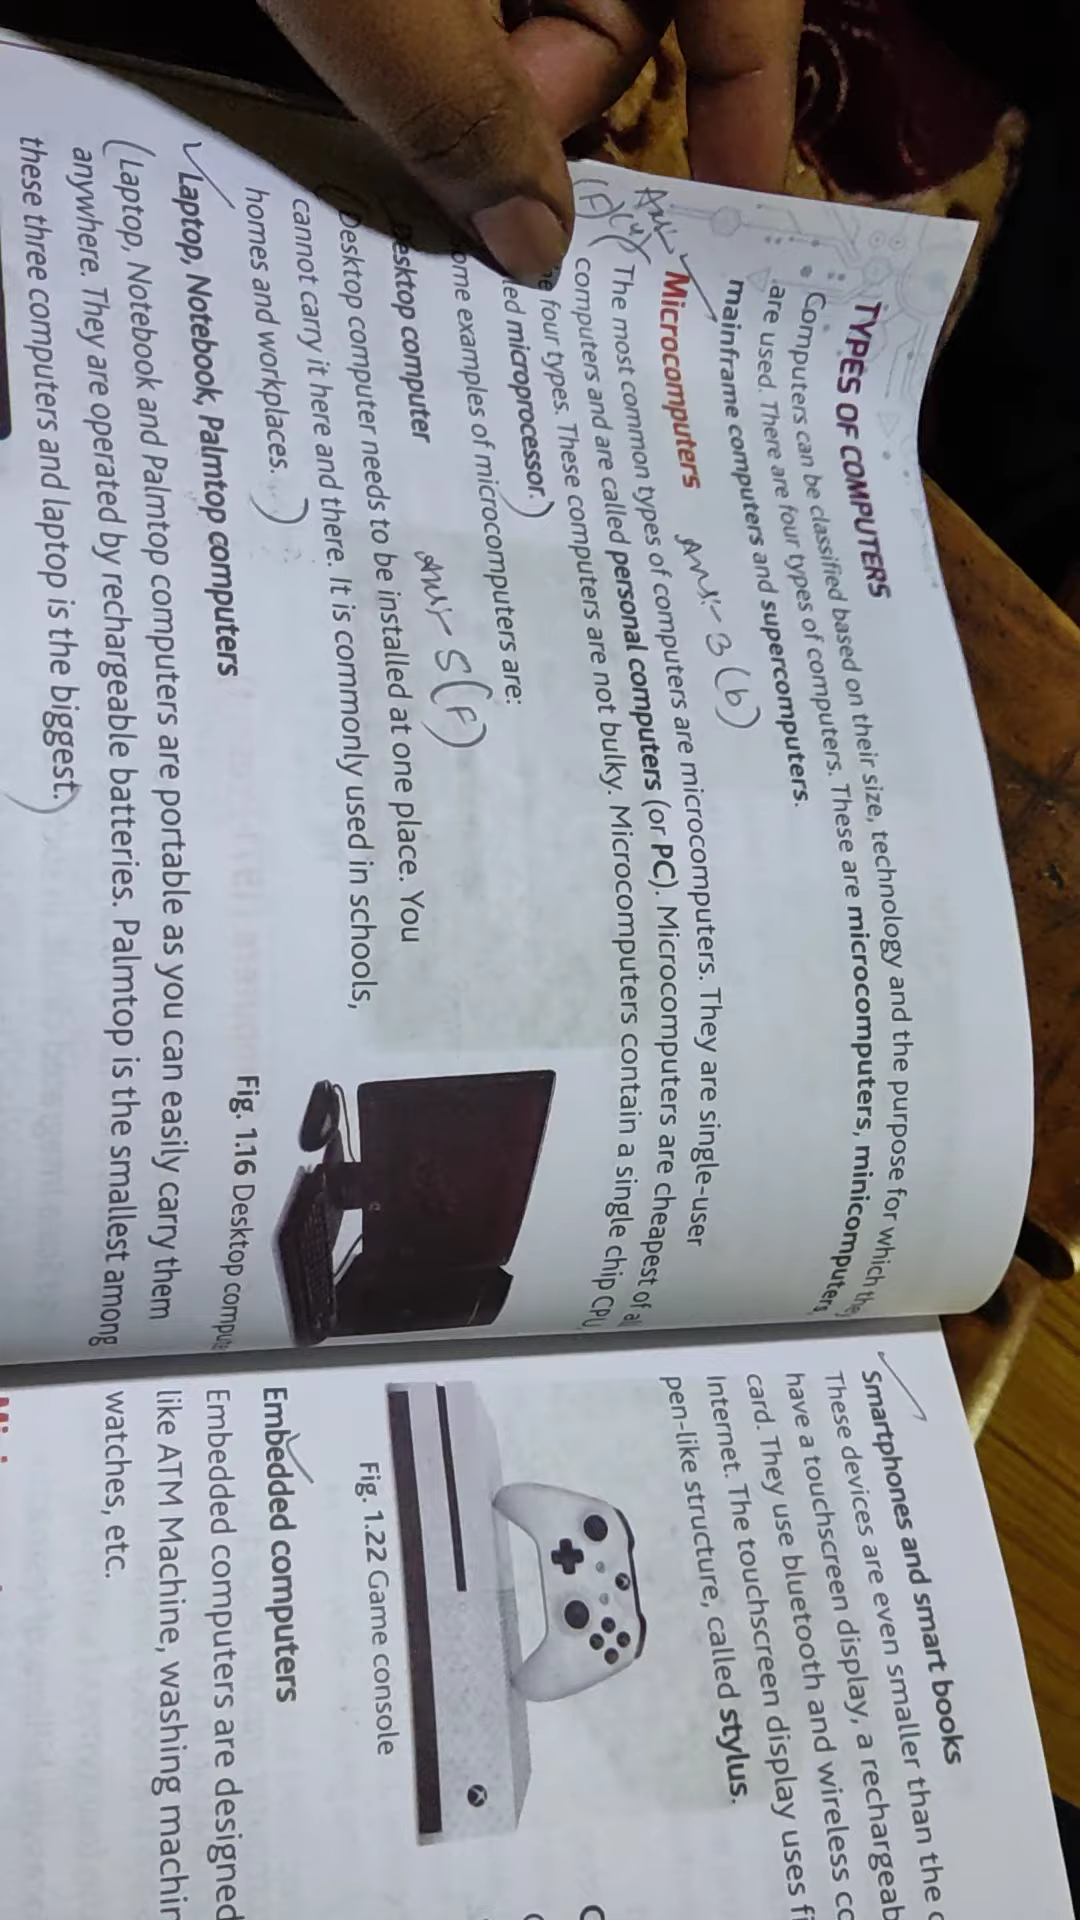 TYPES OF COMPUTERS
Computers can be classified based on their size, technology and the purpose for which they
are used. There are four types of computers. These are microcomputers, minicomputers,
mainframe computers and supercomputers.
Ans-3(b)
Microcomputers
The most common types of computers are microcomputers. They are single-user
computers and are called personal computers (or PC). Microcomputers are cheapest of
four types. These computers are not bulky. Microcomputers contain a single chip CPU,
microprocessor.)
examples of microcomputers are:
Ans-5(F)
Desktop computer
Desktop computer needs to be installed at one place. You
cannot carry it here and there. It is commonly used in schools,
homes and workplaces.)
Fig. 1.16 Desktop
Laptop, Notebook, Palmtop computers
(Laptop, Notebook and Palmtop computers are portable as you can easily carry them
anywhere. They are operated by rechargeable batteries. Palmtop is the smallest among
these three computers and laptop is the biggest.)
Smartphones and smart books
These devices are even smaller than the
have a touchscreen display, a
card. They use bluetooth and wireless
Internet. The touchscreen display uses
pen-like structure, called stylus.
Fig. 1.22 Game console
Embedded computers
Embedded computers are designed
like ATM Machine, washing
watches, etc.